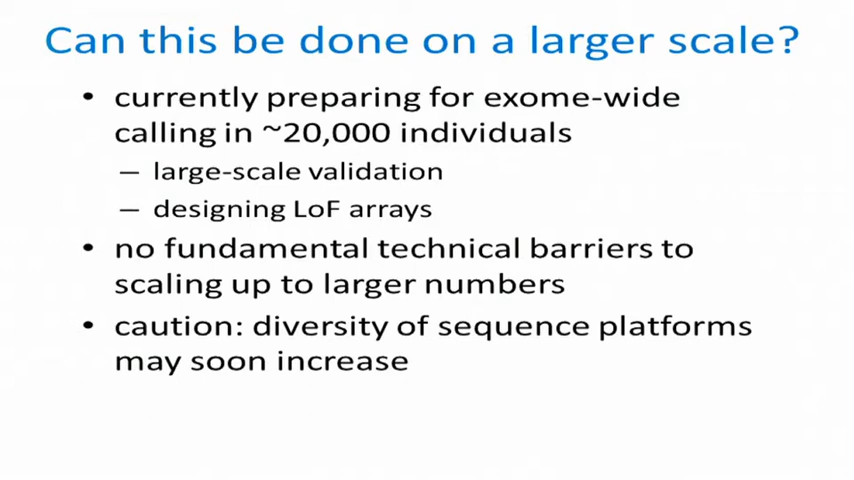 Can this be done on a larger scale?
• currently preparing for exome-wide
calling in ~20,000 individuals
– large-scale validation
– designing LoF arrays
• no fundamental technical barriers to
scaling up to larger numbers
• caution: diversity of sequence platforms
may soon increase